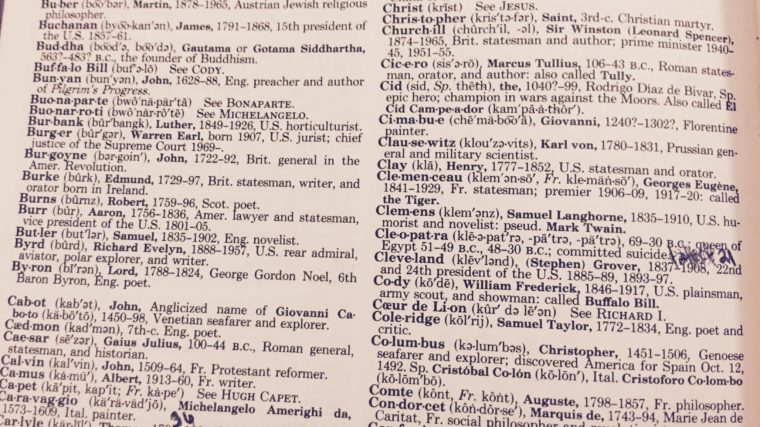 Bu·ber (bōō'bər), Martin, 1878-1965, Austrian Jewish religious
philosopher.
Buchanan (byōō-kan'ən), James, 1791-1868, 15th president of
the U.S. 1857-61.
Bud·dha (bōōd'ə, bŏŏ'də), Gautama or Gotama Siddhartha,
563?-483? B.C., the founder of Buddhism.
Buf·fa·lo Bill (buf'ə-lō) See CODY.
Bun·yan (bun'yən), John, 1628-88, Eng. preacher and author
of Pilgrim's Progress.
Buo·na·par·te (bwô'nä-pär'tā) See BONAPARTE.
Buo·nar·ro·ti (bwô'när-rô'tē) See MICHELANGELO.
Bur·bank (bûr'bangk), Luther, 1849-1926, U.S. horticulturist.
Burg·er (bûr'gər), Warren Earl, born 1907, U.S. jurist; chief
justice of the Supreme Court 1969-.
Bur·goyne (bər-goin'), John, 1722-92, Brit. general in the
Amer. Revolution.
Burke (bûrk), Edmund, 1729-97, Brit. statesman, writer, and
orator born in Ireland.
Burns (bûrnz), Robert, 1759-96, Scot. poet.
Burr (bûr), Aaron, 1756-1836, Amer. lawyer and statesman,
vice president of the U.S. 1801-05.
But·ler (but'lər), Samuel, 1835-1902, Eng. novelist.
Byrd (bûrd), Richard Evelyn, 1888-1957, U.S. rear admiral,
aviator, polar explorer, and writer.
By·ron (bī'rən), Lord, 1788-1824, George Gordon Noel, 6th
Baron Byron, Eng. poet.
Cab·ot (kab'ət), John, Anglicized name of Giovanni Ca-
bo·to (kä-bō'tō), 1450-98, Venetian seafarer and explorer.
Cæd·mon (kad'mən), 7th-c. Eng. poet.
Cae·sar (sē'zər), Gaius Julius, 100-44 B.C., Roman general,
statesman, and historian.
Cal·vin (kal'vin), John, 1509-64, Fr. Protestant reformer.
Ca·mus (kà-mü'), Albert, 1913-60, Fr. writer.
Ca·pet (kā'pit, kap'it; Fr. kà-pe') See HUGH CAPET.
Ca·ra·vag·gio (kä'rä-väd'jō), Michelangelo Amerighi da,
1573-1609, Ital. painter.
Car·lyle
Christ (krīst) See JESUS.
Chris·to·pher (kris'tə-fər), Saint, 3rd-c. Christian martyr.
Church·ill (chûrch'il, -əl), Sir Winston (Leonard Spencer),
1874-1965, Brit. statesman and author; prime minister 1940-
45, 1951-55.
Cic·e·ro (sis'ə-rō), Marcus Tullius, 106-43 B.C., Roman states-
man, orator, and author: also called Tully.
Cid (sid, Sp. thēth), the, 1040?-99, Rodrigo Diaz de Bivar, Sp.
epic hero; champion in wars against the Moors. Also called El
Cid Cam·pe·a·dor (kam'pā-ä-thôr').
Ci·ma·bu·e (chē'mä-bōō'ā), Giovanni, 1240?-1302?, Florentine
painter.
Clau·se·witz (klou'zə-vits), Karl von, 1780-1831, Prussian gen-
eral and military scientist.
Clay (klā), Henry, 1777-1852, U.S. statesman and orator.
Cle·men·ceau (klem'ən-sō', Fr. kle-män-sō'), Georges Eugène,
1841-1929, Fr. statesman; premier 1906-09, 1917-20: called
the Tiger.
Clem·ens (klem'ənz), Samuel Langhorne, 1835-1910, U.S. hu-
morist and novelist: pseud. Mark Twain.
Cle·o·pat·ra (klē-ə-pat'rə, -pä'trə, -pā'trə), 69-30 B.C.; queen of
Egypt 51-49 B.C., 48-30 B.C.; committed suicide
Cleve·land (klēv'lənd), (Stephen) Grover, 1837-1908, 22nd
and 24th president of the U.S. 1885-89, 1893-97.
Co·dy (kō'dē), William Frederick, 1846-1917, U.S. plainsman,
army scout, and showman: called Buffalo Bill.
Cœur de Li·on (kûr' də lē'ən) See RICHARD I.
Cole·ridge (kōl'rij), Samuel Taylor, 1772-1834, Eng. poet and
critic.
Co·lum·bus (kə-lum'bəs), Christopher, 1451-1506, Genoese
seafarer and explorer; discovered America for Spain Oct. 12,
1492. Sp. Cristóbal Co·lón (kō-lōn'), Ital. Cristoforo Co·lom·bo
(kō-lōm'bō).
Comte (kônt, Fr. kônt), Auguste, 1798-1857, Fr. philosopher.
Con·dor·cet (kôn-dôr-se'), Marquis de, 1743-94, Marie Jean de
Caritat, Fr. social philosopher and